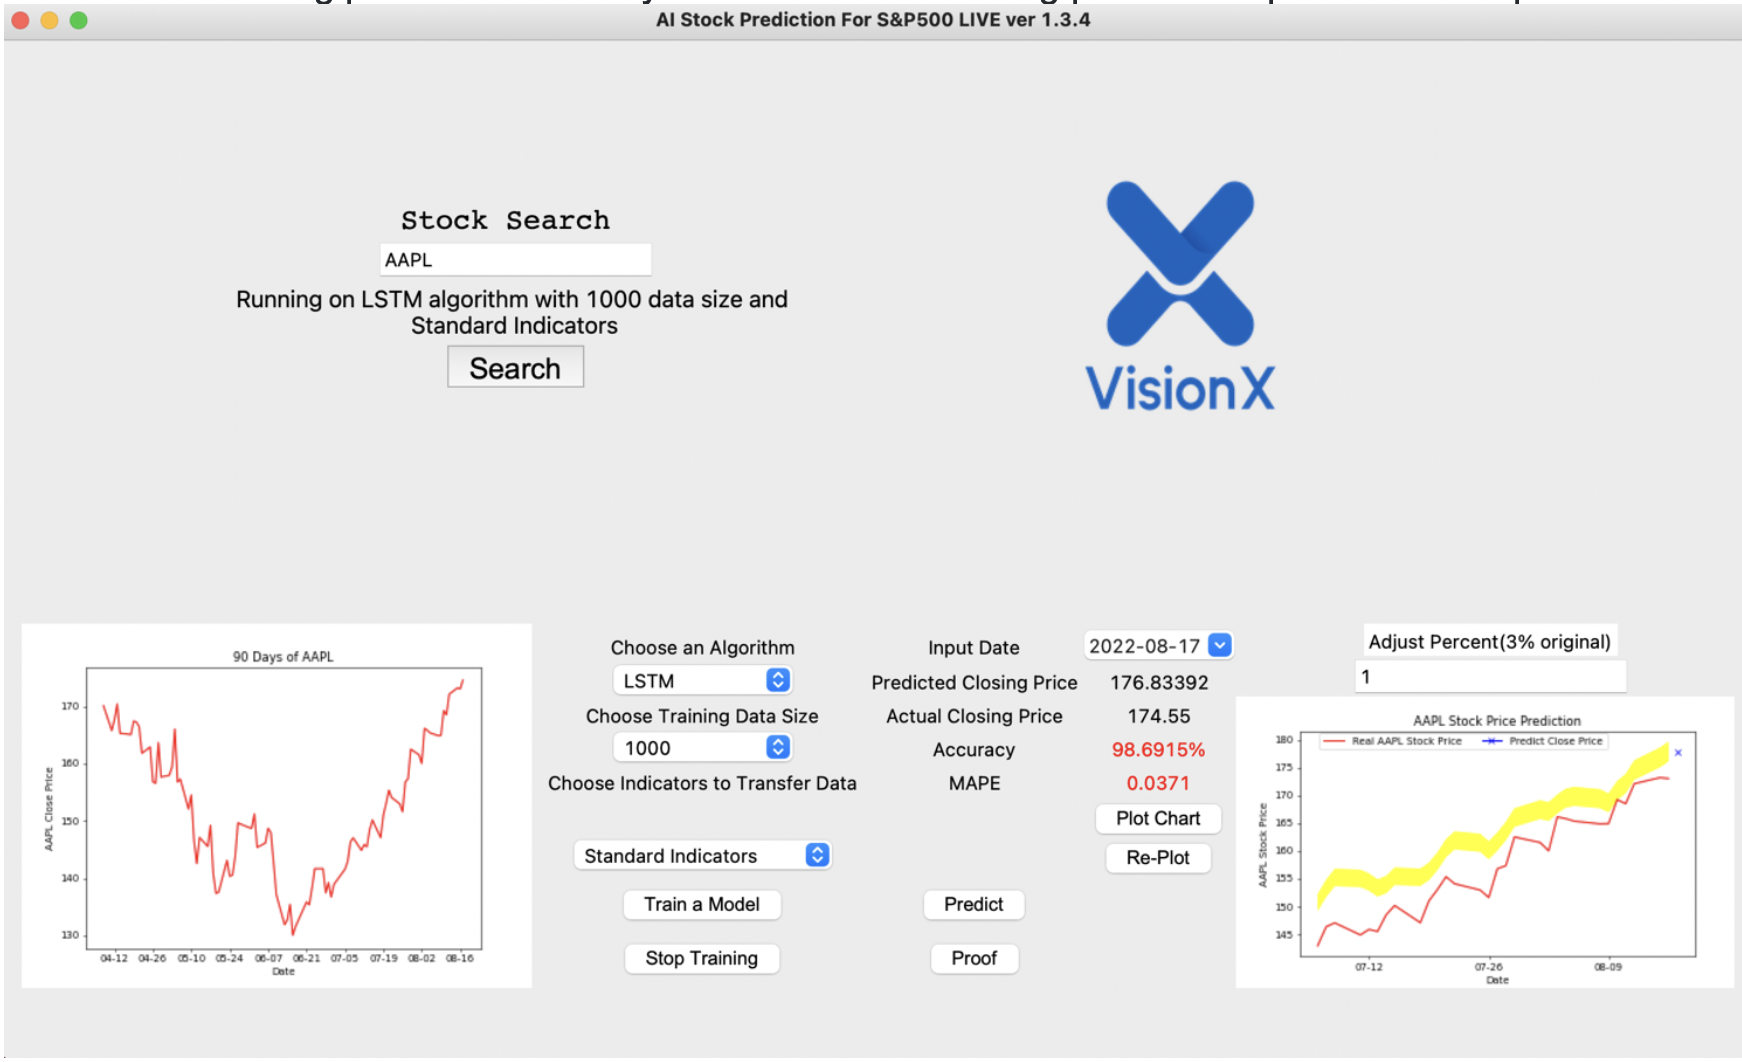 AI Stock Prediction For S&P500 LIVE ver 1.3.4
Stock Search
AAPL
Running on LSTM algorithm with 1000 data size and
Standard Indicators
Search
VisionX
90 Days of AAPL
AAPL Close Price
170
160
150
140
130
04-12 04-26 05-10 05-24 06-07 06-21 07-05 07-19 08-02 08-16
Date
Choose an Algorithm
LSTM
Choose Training Data Size
1000
Choose Indicators to Transfer Data
Standard Indicators
Train a Model
Stop Training
Input Date 2022-08-17
Predicted Closing Price 176.83392
Actual Closing Price 174.55
Accuracy 98.6915%
MAPE 0.0371
Plot Chart
Re-Plot
Predict
Proof
Adjust Percent(3% original)
1
AAPL Stock Price Prediction
Real AAPL Stock Price Predict Close Price
AAPL Stock Price
180
175
170
165
160
155
150
145
07-12 07-26 08-09
Date